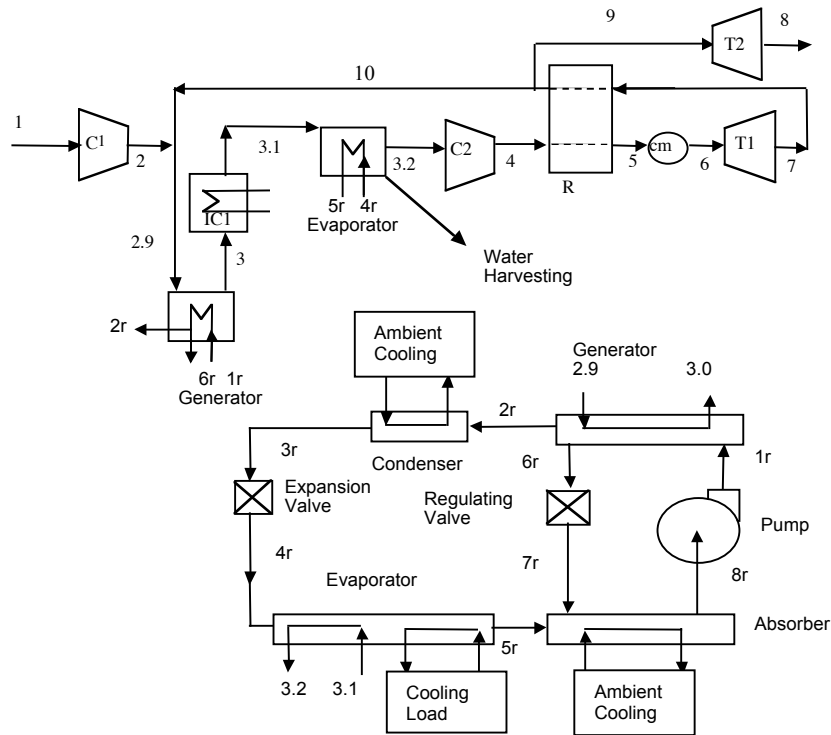 9
8
T2
10
1
C1
2
3.1
3.2
C2
4
5
cm
6
T1
7
R
IC1
5r 4r
Evaporator
2.9
3
Water
Harvesting
2r
6r 1r
Generator
Ambient
Cooling
Generator
2.9
3.0
2r
3r
Condenser
6r
1r
Expansion
Valve
Regulating
Valve
Pump
4r
7r
8r
Evaporator
Absorber
5r
3.2
3.1
Cooling
Load
Ambient
Cooling